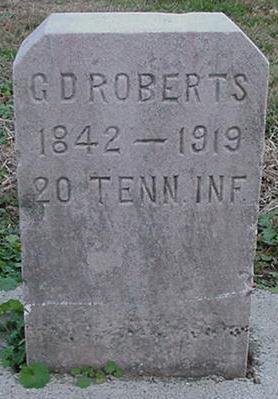 G D ROBERTS
1842 – 1919
20 TENN. INF.